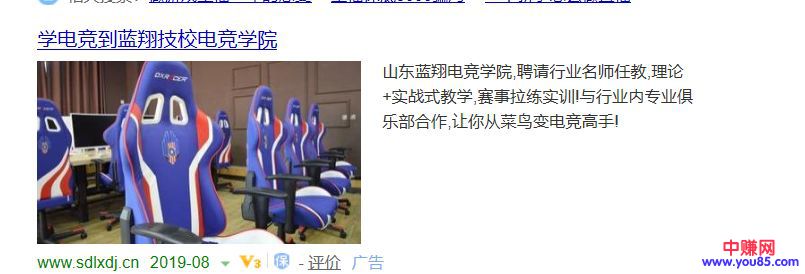 学电竞到蓝翔技校电竞学院
DXRACER
山东蓝翔电竞学院,聘请行业名师任教,理论
+实战式教学,赛事拉练实训!与行业内专业俱
乐部合作,让你从菜鸟变电竞高手!
www.sdlxdj.cn 2019-08 V3 保 - 评价 广告
中赚网
www.you85.com